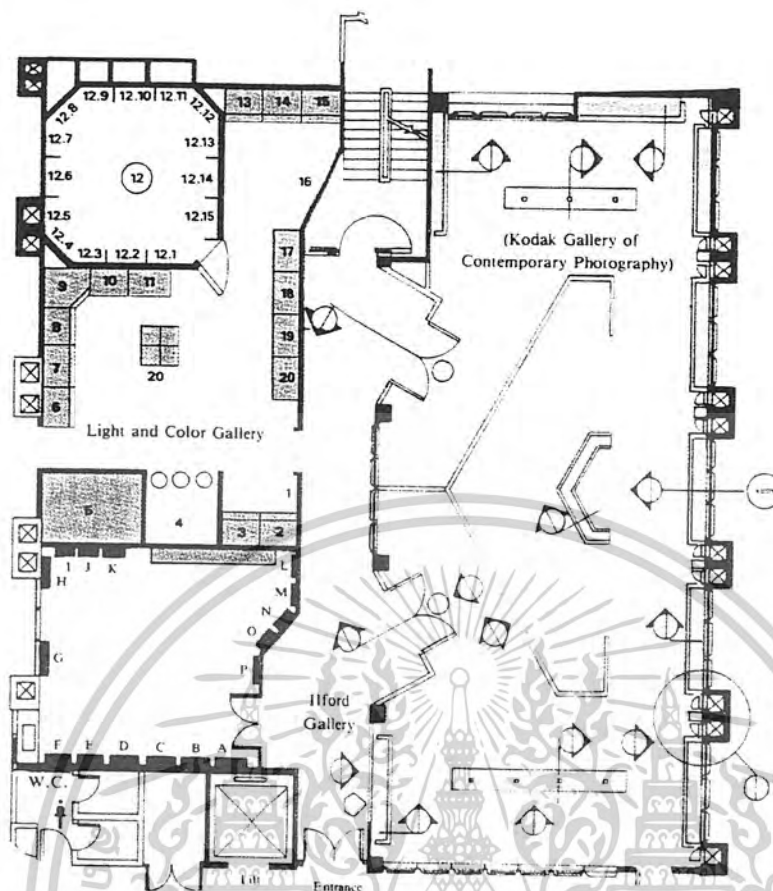 12.9 12.10 12.11
12.8 12.12
13 14 15
12.7 12.13
12.6 12 12.14
16
12.5 12.15
12.4
12.3 12.2 12.1
(Kodak Gallery of
Contemporary Photography)
17
9 10 11
18
8
19
20
7
20
6
Light and Color Gallery
1
5
4
3 2
I J K
H
L
M
N
O
P
G
Ilford
Gallery
F E D C B A
W.C.
Lift
Entrance